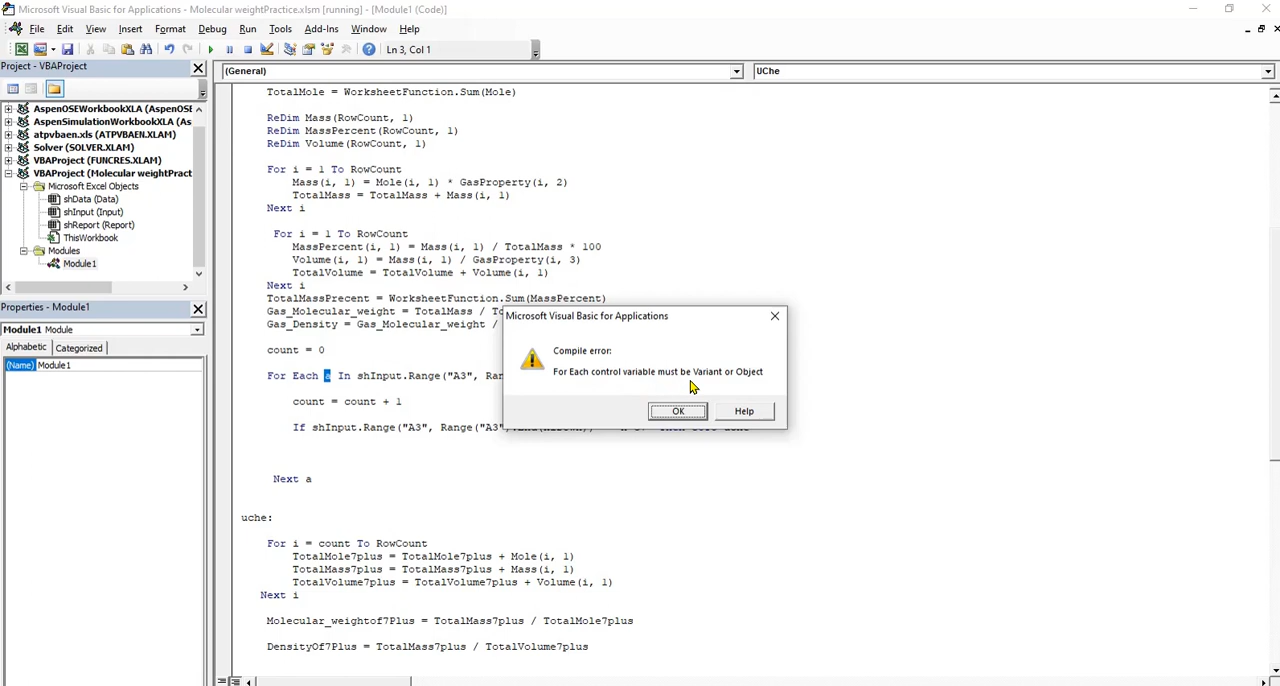 Microsoft Visual Basic for Applications - Molecular weightPractice.xlsm [running] - [Module1 (Code)]
File Edit View Insert Format Debug Run Tools Add-Ins Window Help
Ln 3, Col 1
Project - VBAProject
(General)
UChe
AspenOSEWorkbookXLA (AspenOSE
AspenSimulationWorkbookXLA (As
atpvbaen.xls (ATPVBAEN.XLAM)
Solver (SOLVER.XLAM)
VBAProject (FUNCRES.XLAM)
VBAProject (Molecular weightPract
Microsoft Excel Objects
shData (Data)
shInput (Input)
shReport (Report)
ThisWorkbook
Modules
Module1
Properties - Module1
Module1 Module
Alphabetic Categorized
(Name) Module1
TotalMole = WorksheetFunction.Sum(Mole)
ReDim Mass(RowCount, 1)
ReDim MassPercent(RowCount, 1)
ReDim Volume(RowCount, 1)
For i = 1 To RowCount
Mass(i, 1) = Mole(i, 1) * GasProperty(i, 2)
TotalMass = TotalMass + Mass(i, 1)
Next i
For i = 1 To RowCount
MassPercent(i, 1) = Mass(i, 1) / TotalMass * 100
Volume(i, 1) = Mass(i, 1) / GasProperty(i, 3)
TotalVolume = TotalVolume + Volume(i, 1)
Next i
TotalMassPrecent = WorksheetFunction.Sum(MassPercent)
Gas_Molecular_weight = TotalMass / To
Gas_Density = Gas_Molecular_weight /
count = 0
For Each a In shInput.Range("A3", Ran
count = count + 1
If shInput.Range("A3", Range("A3")
Next a
uche:
For i = count To RowCount
TotalMole7plus = TotalMole7plus + Mole(i, 1)
TotalMass7plus = TotalMass7plus + Mass(i, 1)
TotalVolume7plus = TotalVolume7plus + Volume(i, 1)
Next i
Molecular_weightof7Plus = TotalMass7plus / TotalMole7plus
DensityOf7Plus = TotalMass7plus / TotalVolume7plus
Microsoft Visual Basic for Applications
Compile error:
For Each control variable must be Variant or Object
OK Help